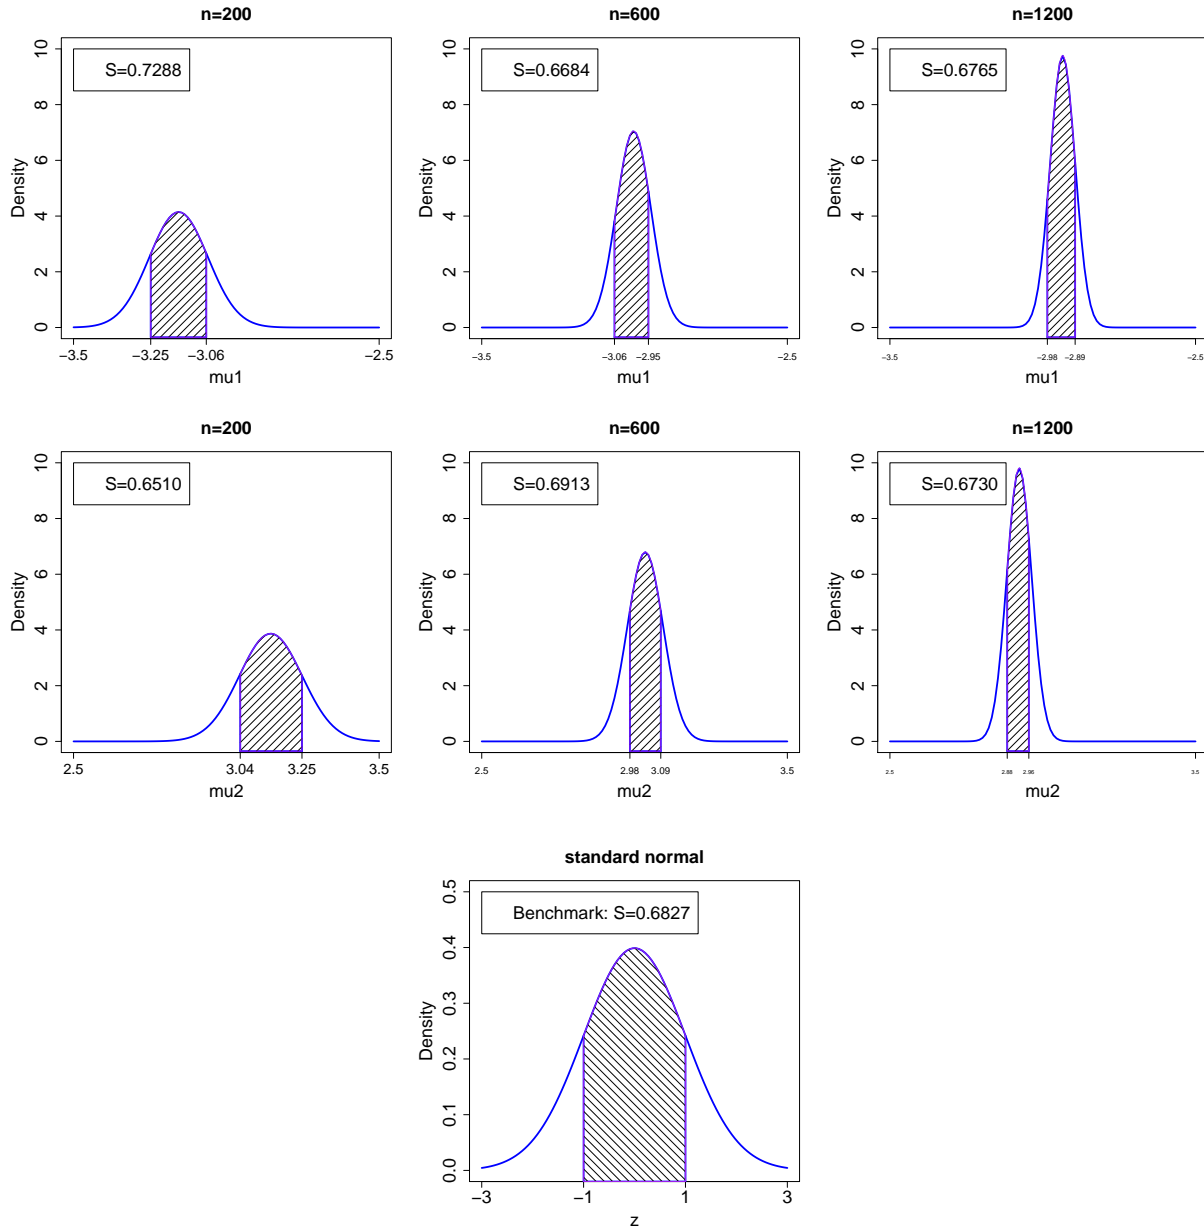 n=200
S=0.7288
Density
0 2 4 6 8 10
−3.5 −3.25 −3.06 −2.5
mu1
n=600
S=0.6684
Density
0 2 4 6 8 10
−3.5 −3.06 −2.95 −2.5
mu1
n=1200
S=0.6765
Density
0 2 4 6 8 10
−3.5 −2.98 −2.89 −2.5
mu1
n=200
S=0.6510
Density
0 2 4 6 8 10
2.5 3.04 3.25 3.5
mu2
n=600
S=0.6913
Density
0 2 4 6 8 10
2.5 2.98 3.09 3.5
mu2
n=1200
S=0.6730
Density
0 2 4 6 8 10
2.5 2.88 2.96 3.5
mu2
standard normal
Benchmark: S=0.6827
Density
0.0 0.1 0.2 0.3 0.4 0.5
−3 −1 1 3
z